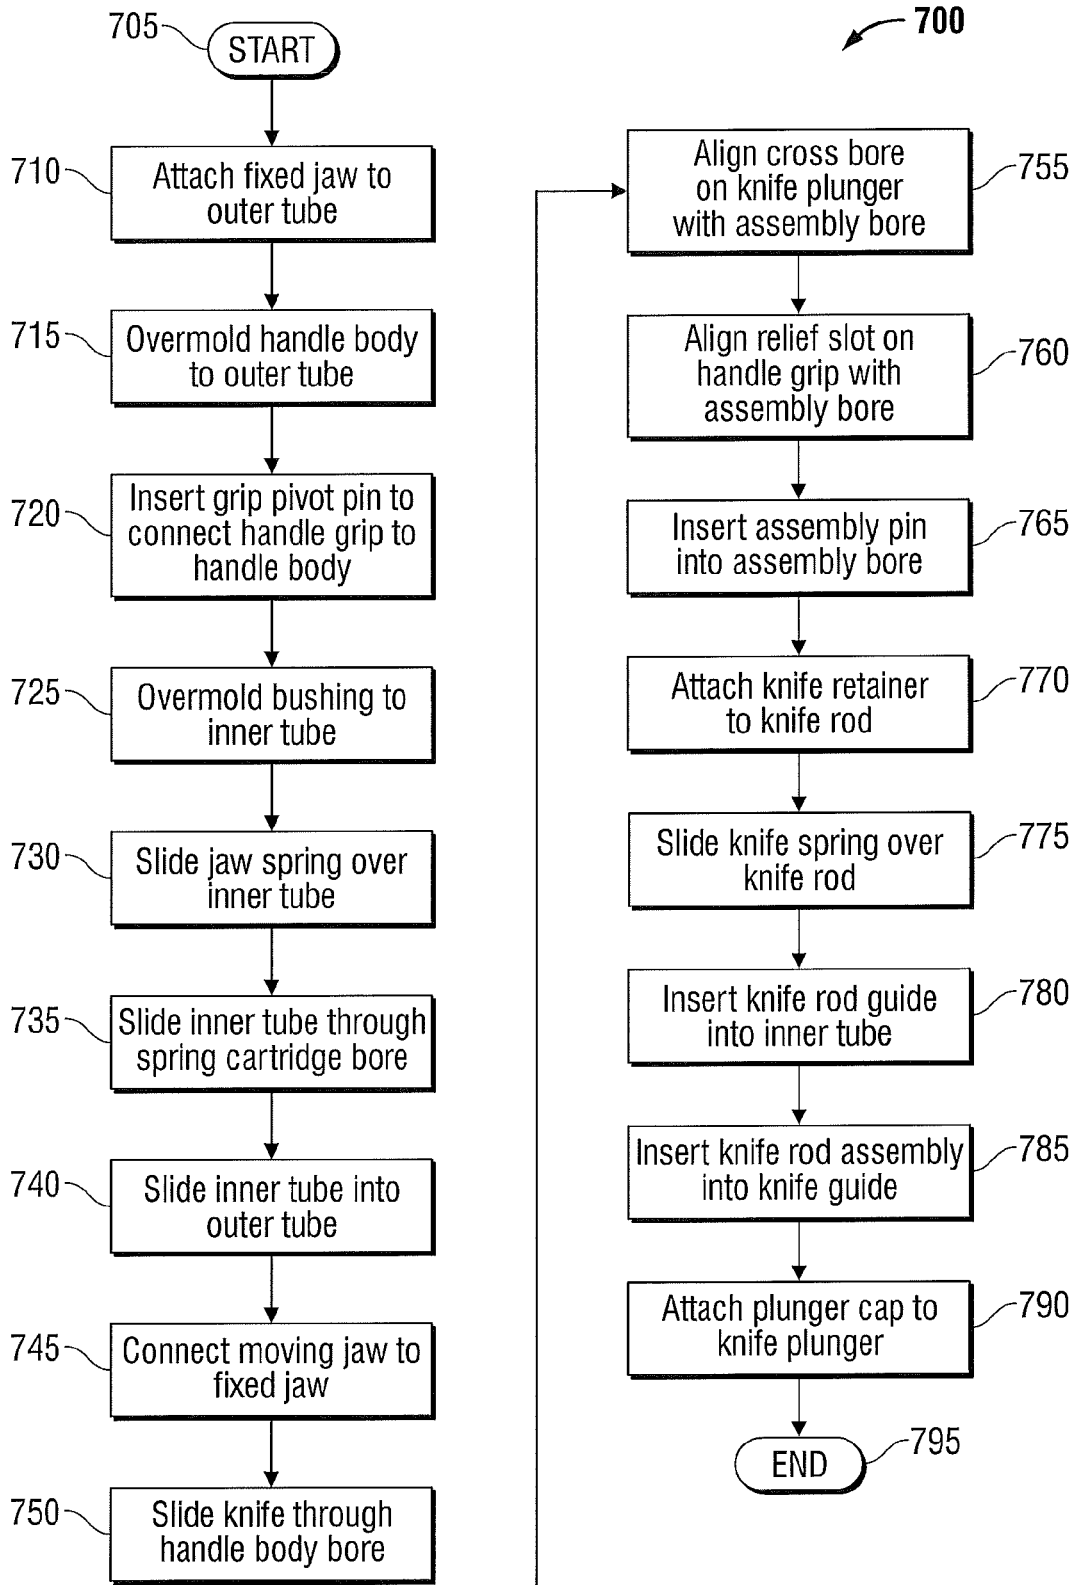 705
START
710
Attach fixed jaw to
outer tube
715
Overmold handle body
to outer tube
720
Insert grip pivot pin to
connect handle grip to
handle body
725
Overmold bushing to
inner tube
730
Slide jaw spring over
inner tube
735
Slide inner tube through
spring cartridge bore
740
Slide inner tube into
outer tube
745
Connect moving jaw to
fixed jaw
750
Slide knife through
handle body bore
700
Align cross bore
on knife plunger
with assembly bore
755
Align relief slot on
handle grip with
assembly bore
760
Insert assembly pin
into assembly bore
765
Attach knife retainer
to knife rod
770
Slide knife spring over
knife rod
775
Insert knife rod guide
into inner tube
780
Insert knife rod assembly
into knife guide
785
Attach plunger cap to
knife plunger
790
END
795